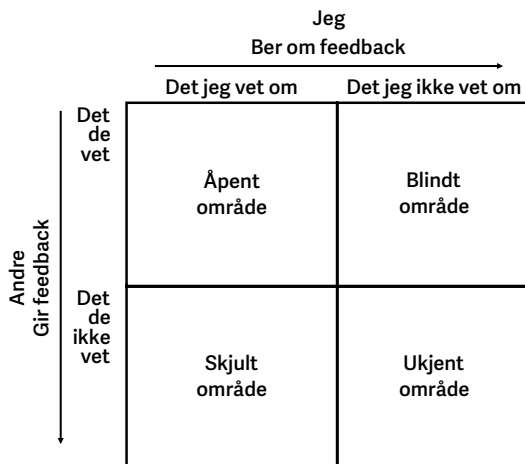 Jeg
Ber om feedback
Det jeg vet om
Det jeg ikke vet om
Andre
Gir feedback
Det
de
vet
Åpent
område
Blindt
område
Det
de
ikke
vet
Skjult
område
Ukjent
område